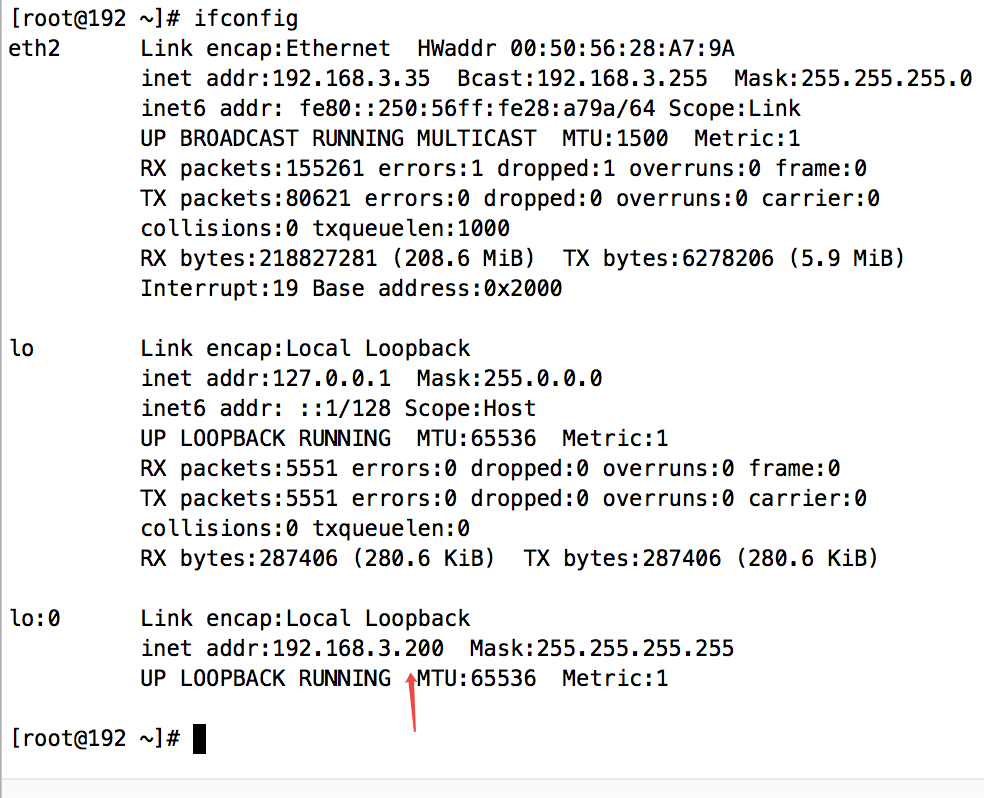 [root@192 ~]# ifconfig
eth2      Link encap:Ethernet  HWaddr 00:50:56:28:A7:9A
          inet addr:192.168.3.35  Bcast:192.168.3.255  Mask:255.255.255.0
          inet6 addr: fe80::250:56ff:fe28:a79a/64 Scope:Link
          UP BROADCAST RUNNING MULTICAST  MTU:1500  Metric:1
          RX packets:155261 errors:1 dropped:1 overruns:0 frame:0
          TX packets:80621 errors:0 dropped:0 overruns:0 carrier:0
          collisions:0 txqueuelen:1000
          RX bytes:218827281 (208.6 MiB)  TX bytes:6278206 (5.9 MiB)
          Interrupt:19 Base address:0x2000

lo        Link encap:Local Loopback
          inet addr:127.0.0.1  Mask:255.0.0.0
          inet6 addr: ::1/128 Scope:Host
          UP LOOPBACK RUNNING  MTU:65536  Metric:1
          RX packets:5551 errors:0 dropped:0 overruns:0 frame:0
          TX packets:5551 errors:0 dropped:0 overruns:0 carrier:0
          collisions:0 txqueuelen:0
          RX bytes:287406 (280.6 KiB)  TX bytes:287406 (280.6 KiB)

lo:0      Link encap:Local Loopback
          inet addr:192.168.3.200  Mask:255.255.255.255
          UP LOOPBACK RUNNING  MTU:65536  Metric:1

[root@192 ~]#